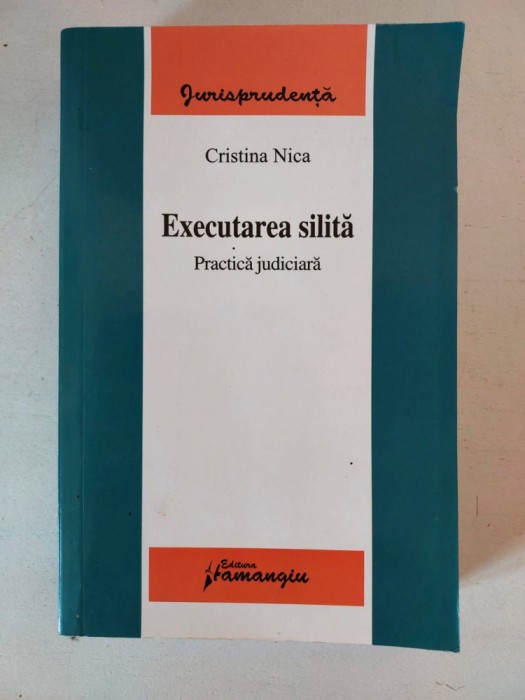 Jurisprudență
Cristina Nica
Executarea silită
Practică judiciară
Editura
Hamangiu